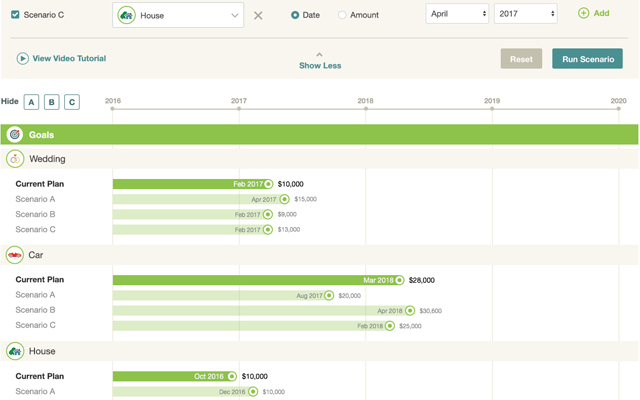 Scenario C House Date Amount April 2017 Add
View Video Tutorial Show Less Reset Run Scenario
Hide A B C 2016 2017 2018 2019 2020
Goals
Wedding
Current Plan Feb 2017 $10,000
Scenario A Apr 2017 $15,000
Scenario B Feb 2017 $9,000
Scenario C Feb 2017 $13,000
Car
Current Plan Mar 2018 $28,000
Scenario A Aug 2017 $20,000
Scenario B Apr 2018 $30,600
Scenario C Feb 2018 $25,000
House
Current Plan Oct 2016 $10,000
Scenario A Dec 2016 $10,000